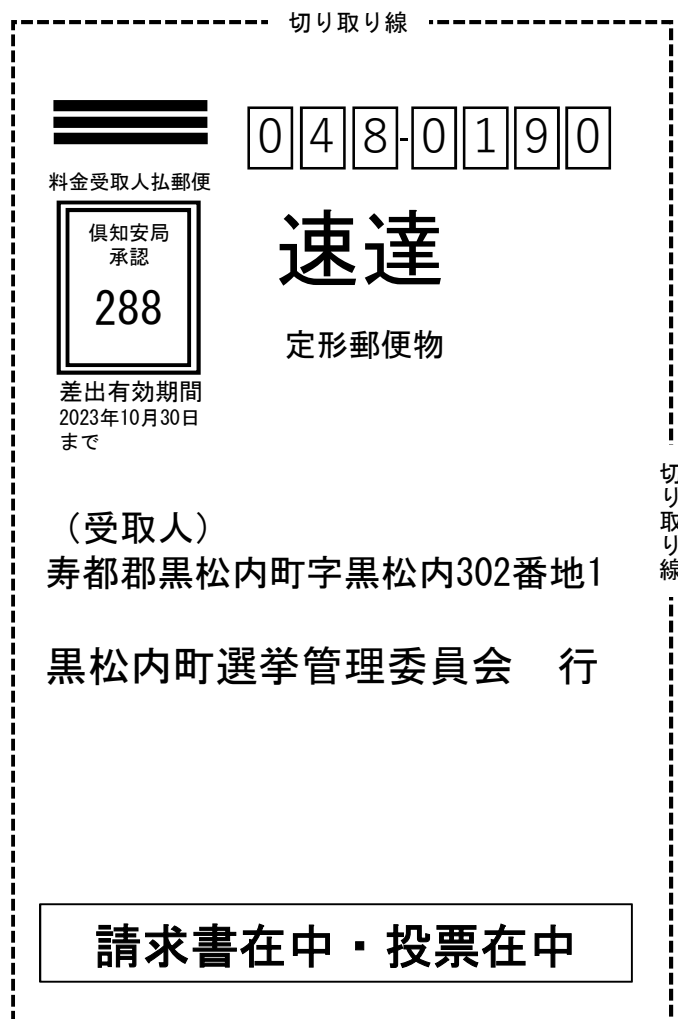 切り取り線
048-0190
料金受取人払郵便
倶知安局
承認
288
速達
定形郵便物
差出有効期間
2023年10月30日
まで
切り取り線
（受取人）
寿都郡黒松内町字黒松内302番地1
黒松内町選挙管理委員会　行
請求書在中・投票在中